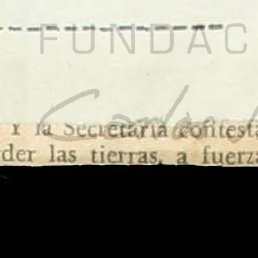 FUNDAC
Y la Secretaría contesta
der las tierras, a fuerza